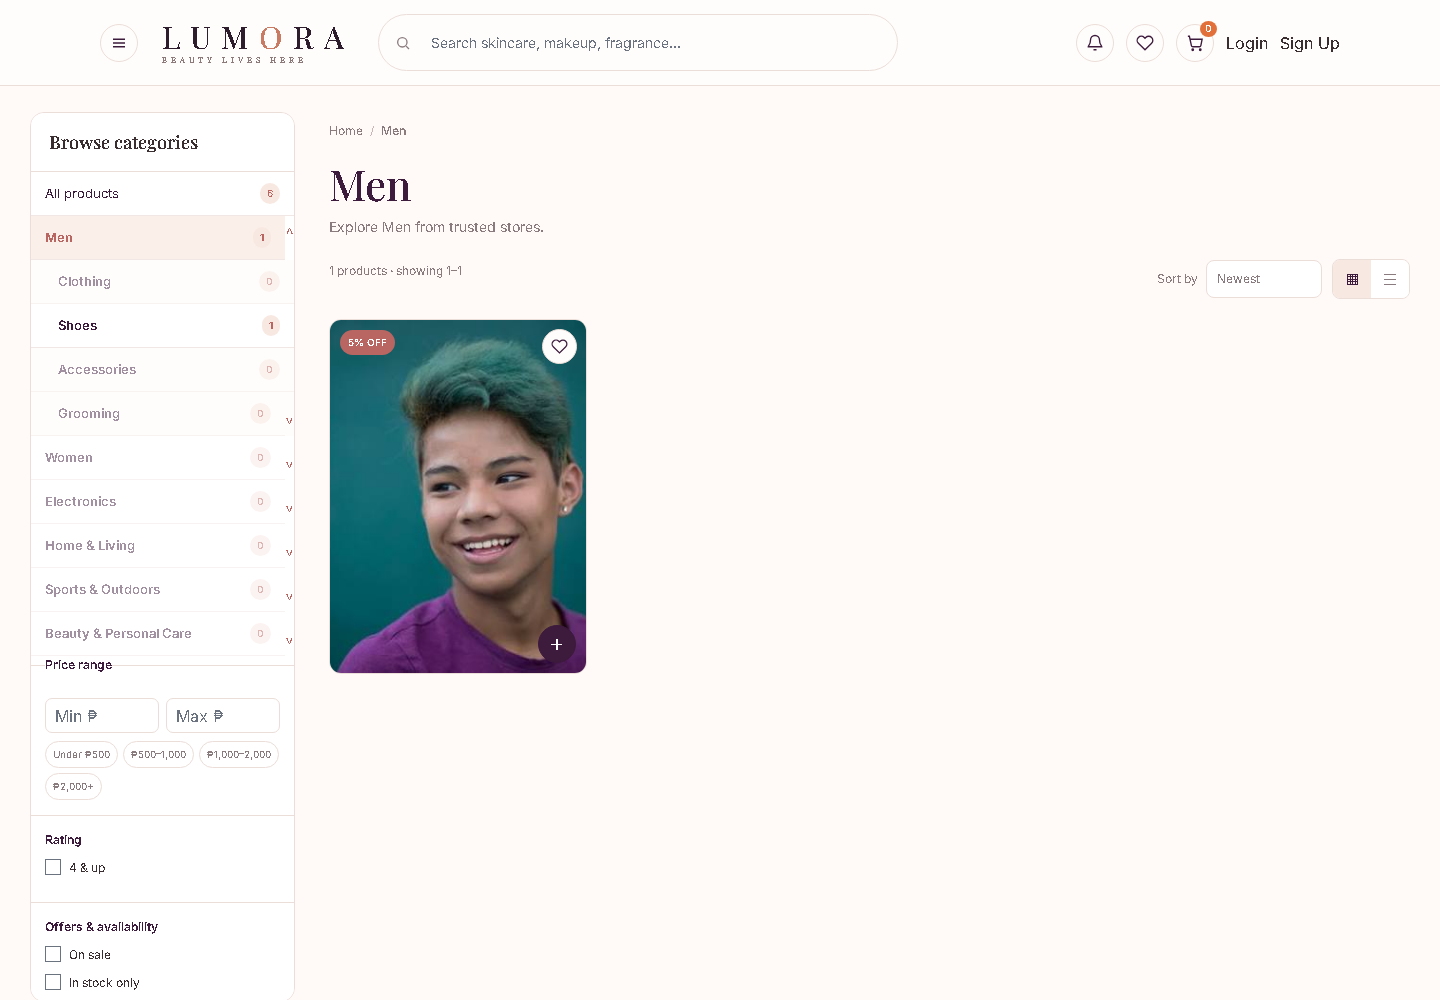 LUMORA
BEAUTY LIVES HERE
Search skincare, makeup, fragrance...
0
Login Sign Up
Browse categories
All products 6
Men 1
Clothing 0
Shoes 1
Accessories 0
Grooming 0
Women 0
Electronics 0
Home & Living 0
Sports & Outdoors 0
Beauty & Personal Care 0
Price range
Min ₱ Max ₱
Under ₱500 ₱500–1,000 ₱1,000–2,000
₱2,000+
Rating
4 & up
Offers & availability
On sale
In stock only
Home / Men
Men
Explore Men from trusted stores.
1 products · showing 1–1
Sort by Newest
5% OFF